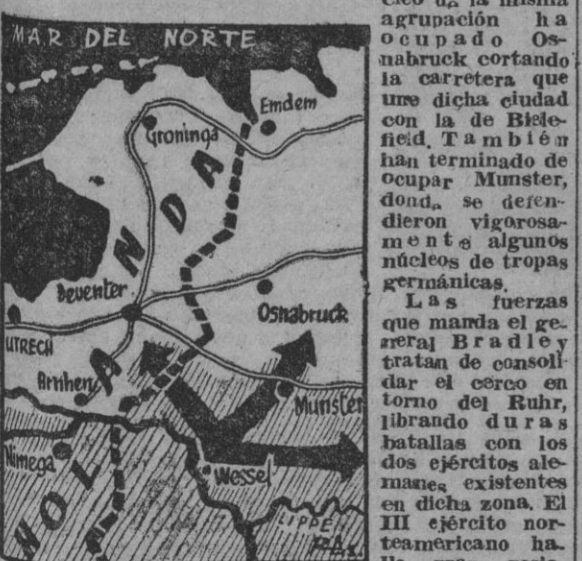 MAR DEL NORTE
Emdem
Groninga
HOLANDA
Deventer
Osnabruck
UTRECH
Arnhen
Munster
Nimega
Wessel
LIPPE
de la misma
agrupación ha
ocupado Os-
nabruck cortando
la carretera que
une dicha ciudad
con la de Biele-
field. También
han terminado de
ocupar Munster,
donde se defen-
dieron vigorosa-
mente algunos
núcleos de tropas
germánicas.
Las fuerzas
que manda el ge-
neral Bradley
tratan de consoli-
dar el cerco en
torno del Ruhr,
librando duras
batallas con los
dos ejércitos ale-
manes existentes
en dicha zona. El
III ejército nor-
teamericano ha-